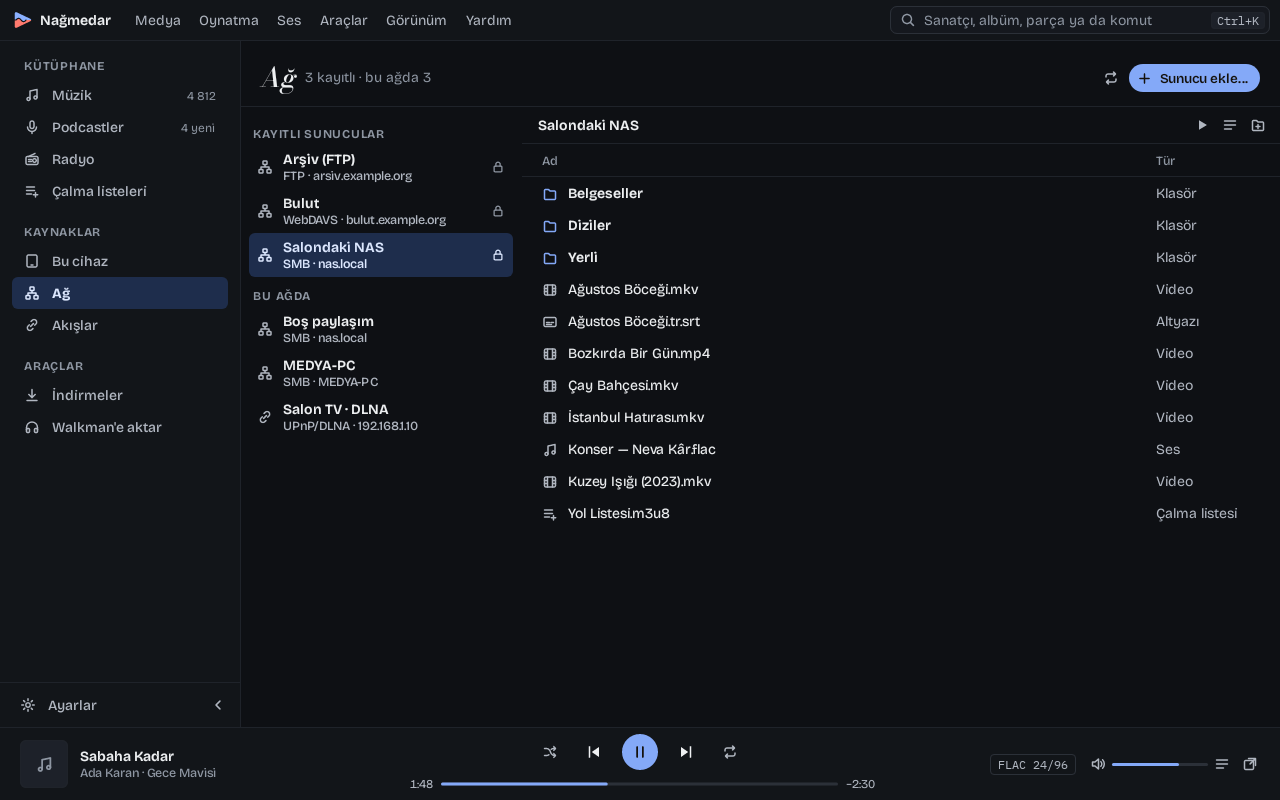 Nağmedar
Medya Oynatma Ses Araçlar Görünüm Yardım
Sanatçı, albüm, parça ya da komut Ctrl+K
KÜTÜPHANE
Müzik 4 812
Podcastler 4 yeni
Radyo
Çalma listeleri
KAYNAKLAR
Bu cihaz
Ağ
Akışlar
ARAÇLAR
İndirmeler
Walkman'e aktar
Ayarlar
Ağ 3 kayıtlı · bu ağda 3
Sunucu ekle...
KAYITLI SUNUCULAR
Arşiv (FTP)
FTP · arsiv.example.org
Bulut
WebDAVS · bulut.example.org
Salondaki NAS
SMB · nas.local
BU AĞDA
Boş paylaşım
SMB · nas.local
MEDYA-PC
SMB · MEDYA-PC
Salon TV · DLNA
UPnP/DLNA · 192.168.1.10
Salondaki NAS
Ad Tür
Belgeseller Klasör
Diziler Klasör
Yerli Klasör
Ağustos Böceği.mkv Video
Ağustos Böceği.tr.srt Altyazı
Bozkırda Bir Gün.mp4 Video
Çay Bahçesi.mkv Video
İstanbul Hatırası.mkv Video
Konser — Neva Kâr.flac Ses
Kuzey Işığı (2023).mkv Video
Yol Listesi.m3u8 Çalma listesi
Sabaha Kadar
Ada Karan · Gece Mavisi
1:48 −2:30
FLAC 24/96